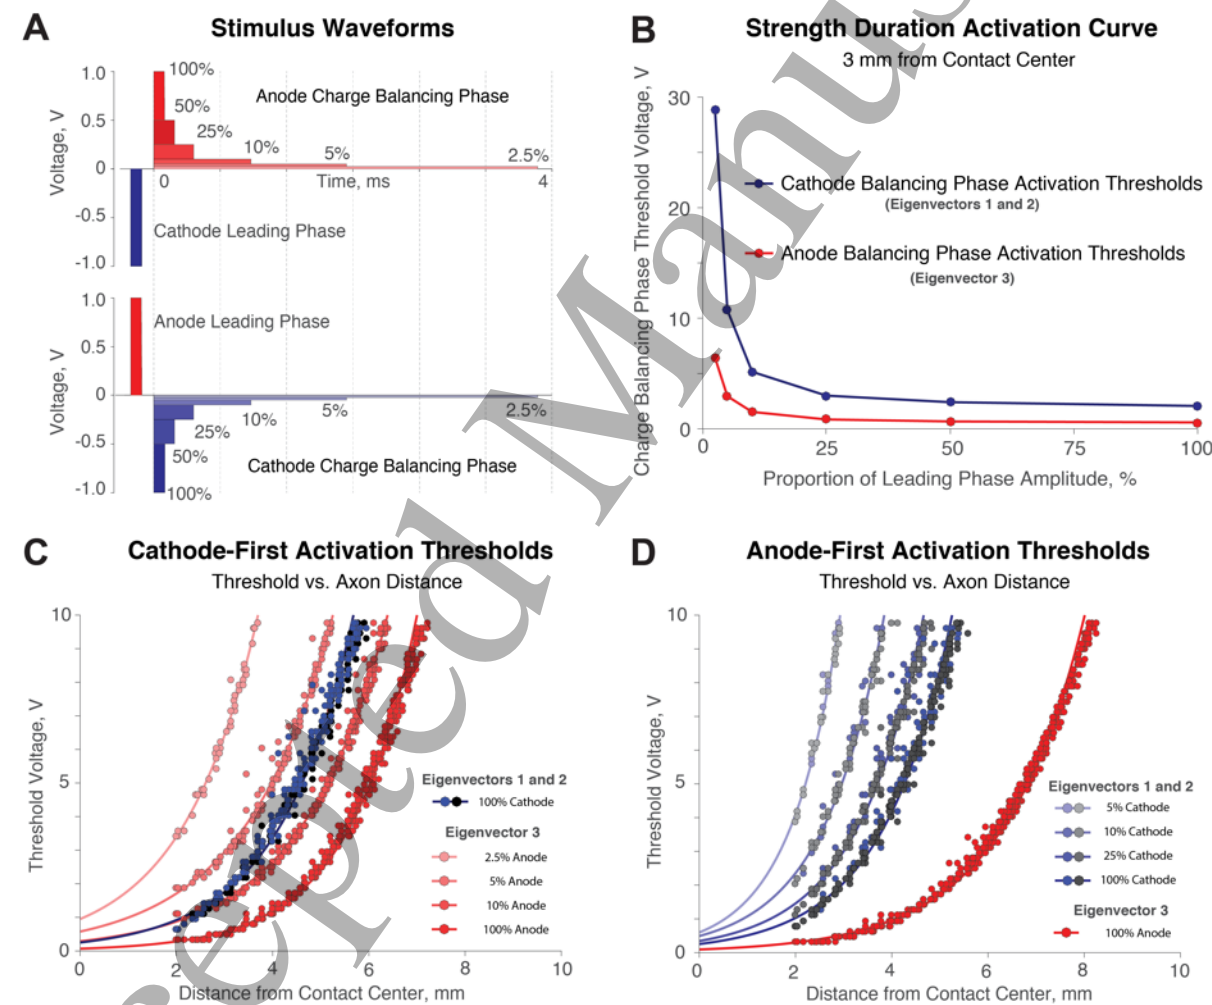 A
Stimulus Waveforms
Voltage, V
1.0
0.5
0
-0.5
-1.0
100%
50%
25%
10%
5%
2.5%
Anode Charge Balancing Phase
0
Time, ms
4
Cathode Leading Phase
Voltage, V
1.0
0.5
0
-0.5
-1.0
Anode Leading Phase
10%
5%
2.5%
25%
50%
100%
Cathode Charge Balancing Phase
B
Strength Duration Activation Curve
3 mm from Contact Center
Charge Balancing Phase Threshold Voltage, V
30
20
10
0
Cathode Balancing Phase Activation Thresholds
(Eigenvectors 1 and 2)
Anode Balancing Phase Activation Thresholds
(Eigenvector 3)
0
25
50
75
100
Proportion of Leading Phase Amplitude, %
C
Cathode-First Activation Thresholds
Threshold vs. Axon Distance
Threshold Voltage, V
10
5
0
Eigenvectors 1 and 2
100% Cathode
Eigenvector 3
2.5% Anode
5% Anode
10% Anode
100% Anode
0
2
4
6
8
10
Distance from Contact Center, mm
D
Anode-First Activation Thresholds
Threshold vs. Axon Distance
Threshold Voltage, V
10
5
0
Eigenvectors 1 and 2
5% Cathode
10% Cathode
25% Cathode
100% Cathode
Eigenvector 3
100% Anode
0
2
4
6
8
10
Distance from Contact Center, mm
epted Manus